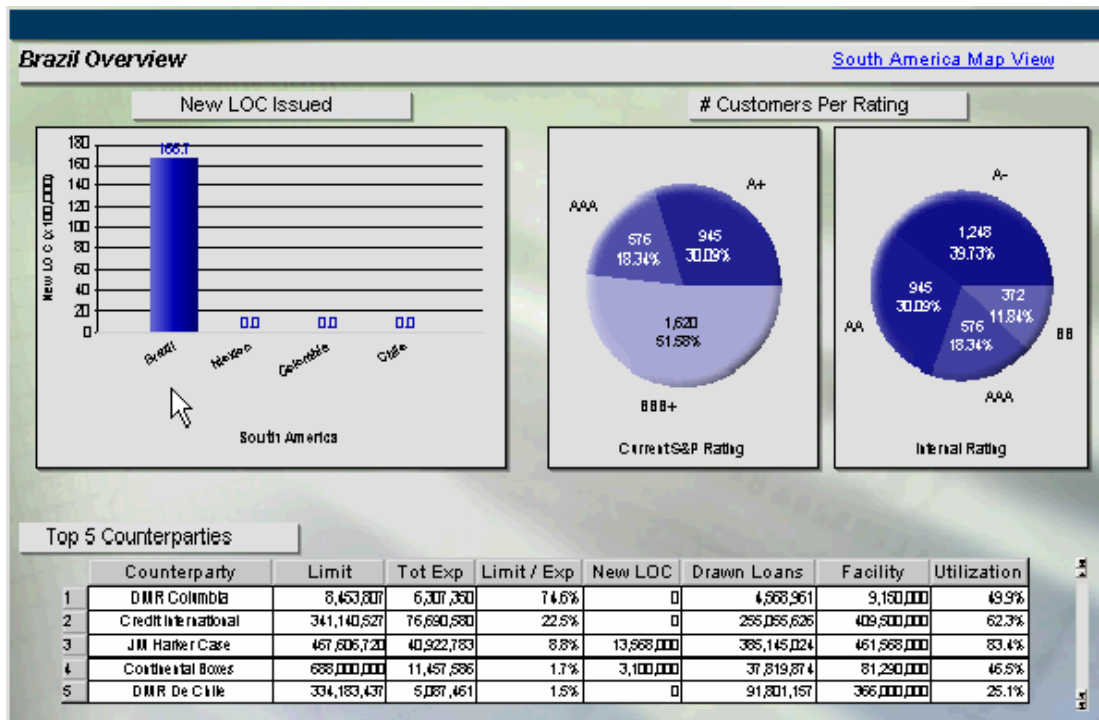 Brazil Overview
South America Map View
New LOC Issued
# Customers Per Rating
180
160
140
120
100
80
60
40
20
0
New LOC (x100,000)
166.7
0.0
0.0
0.0
Brazil
Mexico
Colombia
Chile
South America
AAA
A+
576
18.34%
945
30.09%
1,620
51.58%
BBB+
Current S&P Rating
A-
1,248
39.73%
945
30.09%
372
11.84%
576
18.34%
AA
BB
AAA
Internal Rating
Top 5 Counterparties
Counterparty Limit Tot Exp Limit / Exp New LOC Drawn Loans Facility Utilization
1 DMR Columbia 8,453,807 6,307,350 74.6% 0 4,568,951 9,150,000 49.9%
2 Credit International 341,140,527 76,690,580 22.5% 0 255,055,626 409,500,000 62.3%
3 JM Harker Case 467,606,720 40,922,783 8.8% 13,568,000 385,145,024 461,568,000 83.4%
4 Continental Boxes 688,000,000 11,457,586 1.7% 3,100,000 37,819,874 81,290,000 46.5%
5 DMR De Chile 334,183,437 5,087,461 1.5% 0 91,801,157 366,000,000 25.1%